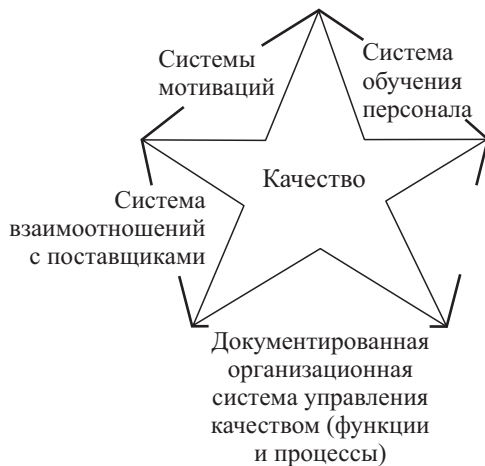 Системы
мотиваций
Система
обучения
персонала
Качество
Система
взаимоотношений
с поставщиками
Документированная
организационная
система управления
качеством (функции
и процессы)